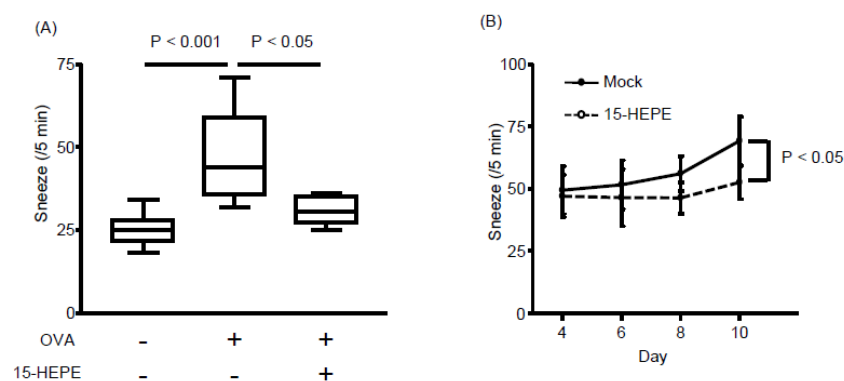 (A)
P < 0.001 P < 0.05
75
50
25
0
Sneeze (/5 min)
OVA - + +
15-HEPE - - +
(B)
100
75
50
25
0
Sneeze (/5 min)
Mock
15-HEPE
P < 0.05
4 6 8 10
Day